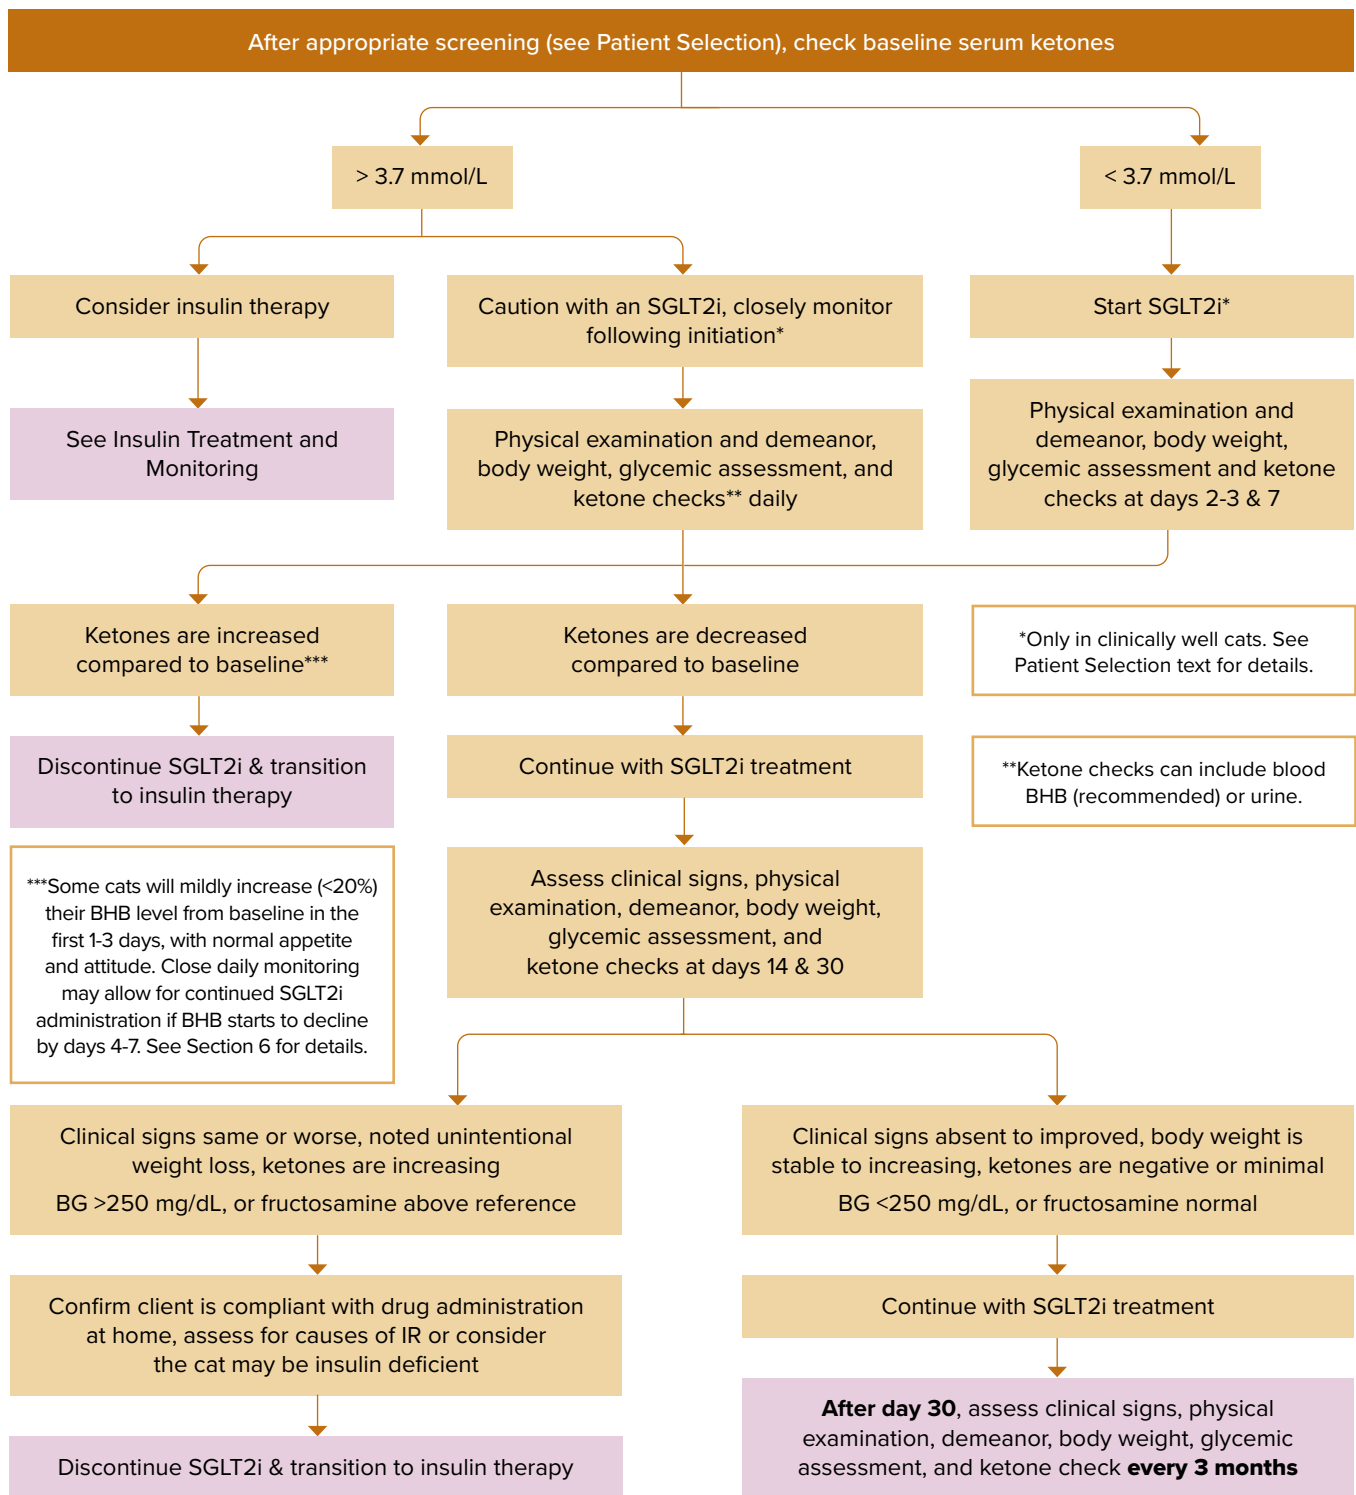 After appropriate screening (see Patient Selection), check baseline serum ketones
> 3.7 mmol/L
< 3.7 mmol/L
Consider insulin therapy
Caution with an SGLT2i, closely monitor
following initiation*
Start SGLT2i*
See Insulin Treatment and
Monitoring
Physical examination and demeanor,
body weight, glycemic assessment, and
ketone checks** daily
Physical examination and
demeanor, body weight,
glycemic assessment and ketone
checks at days 2-3 & 7
Ketones are increased
compared to baseline***
Ketones are decreased
compared to baseline
*Only in clinically well cats. See
Patient Selection text for details.
Discontinue SGLT2i & transition
to insulin therapy
Continue with SGLT2i treatment
**Ketone checks can include blood
BHB (recommended) or urine.
***Some cats will mildly increase (<20%)
their BHB level from baseline in the
first 1-3 days, with normal appetite
and attitude. Close daily monitoring
may allow for continued SGLT2i
administration if BHB starts to decline
by days 4-7. See Section 6 for details.
Assess clinical signs, physical
examination, demeanor, body weight,
glycemic assessment, and
ketone checks at days 14 & 30
Clinical signs same or worse, noted unintentional
weight loss, ketones are increasing
BG >250 mg/dL, or fructosamine above reference
Clinical signs absent to improved, body weight is
stable to increasing, ketones are negative or minimal
BG <250 mg/dL, or fructosamine normal
Confirm client is compliant with drug administration
at home, assess for causes of IR or consider
the cat may be insulin deficient
Continue with SGLT2i treatment
Discontinue SGLT2i & transition to insulin therapy
After day 30, assess clinical signs, physical
examination, demeanor, body weight, glycemic
assessment, and ketone check every 3 months